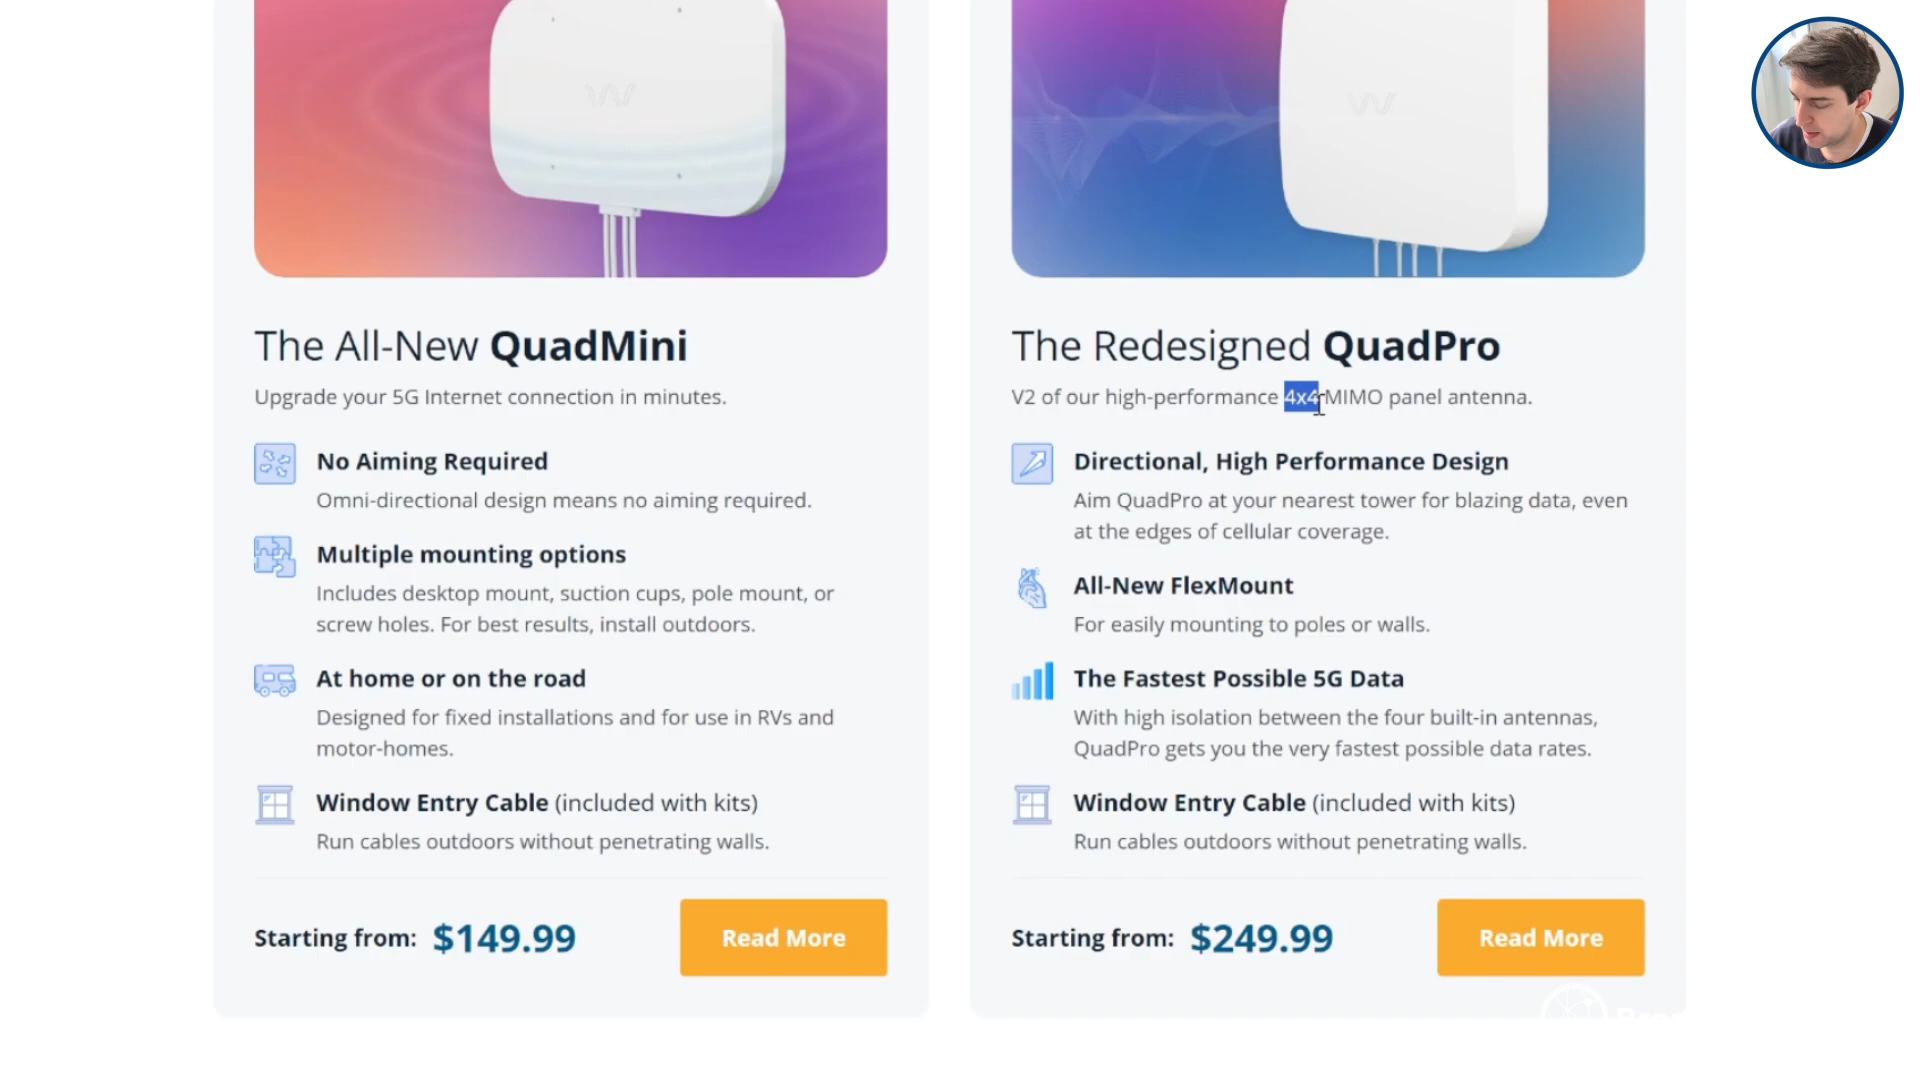 The All-New QuadMini
Upgrade your 5G Internet connection in minutes.
No Aiming Required
Omni-directional design means no aiming required.
Multiple mounting options
Includes desktop mount, suction cups, pole mount, or
screw holes. For best results, install outdoors.
At home or on the road
Designed for fixed installations and for use in RVs and
motor-homes.
Window Entry Cable (included with kits)
Run cables outdoors without penetrating walls.
Starting from: $149.99
Read More
The Redesigned QuadPro
V2 of our high-performance 4x4 MIMO panel antenna.
Directional, High Performance Design
Aim QuadPro at your nearest tower for blazing data, even
at the edges of cellular coverage.
All-New FlexMount
For easily mounting to poles or walls.
The Fastest Possible 5G Data
With high isolation between the four built-in antennas,
QuadPro gets you the very fastest possible data rates.
Window Entry Cable (included with kits)
Run cables outdoors without penetrating walls.
Starting from: $249.99
Read More